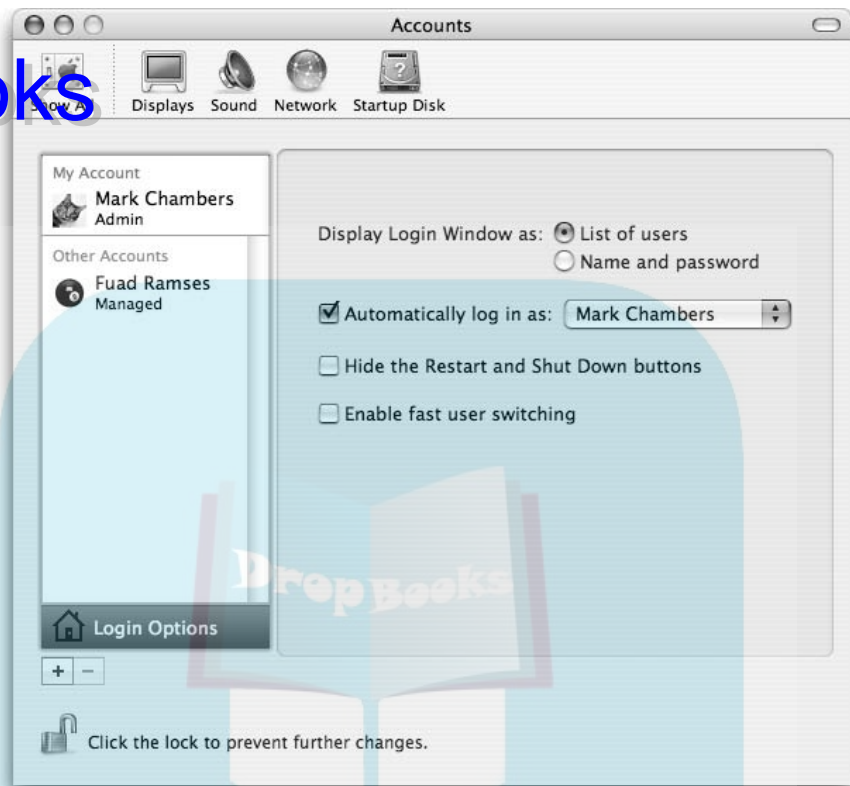 Accounts
oks
Show All
Displays Sound Network Startup Disk
My Account
Mark Chambers
Admin
Other Accounts
Fuad Ramses
Managed
Display Login Window as: List of users
Name and password
Automatically log in as: Mark Chambers
Hide the Restart and Shut Down buttons
Enable fast user switching
DropBooks
Login Options
+ −
Click the lock to prevent further changes.